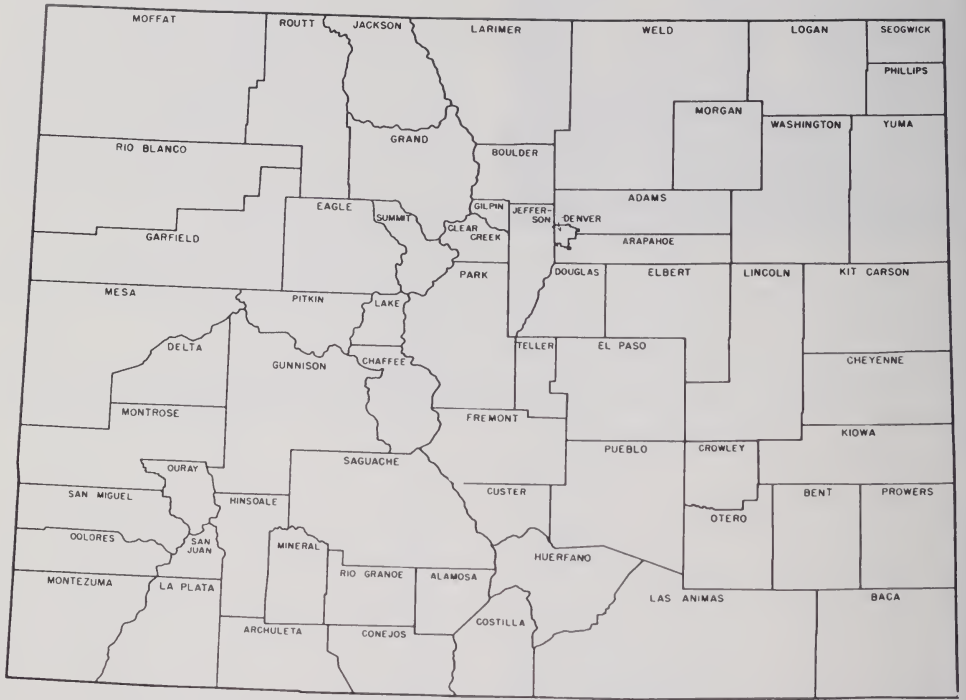 MOFFAT
ROUTT
JACKSON
LARIMER
WELD
LOGAN
SEOGWICK
PHILLIPS
MORGAN
WASHINGTON
YUMA
RIO BLANCO
GRAND
BOULDER
ADAMS
EAGLE
SUMMIT
GILPIN
JEFFER-
SON
DENVER
CLEAR
CREEK
GARFIELD
ARAPAHOE
MESA
PITKIN
LAKE
PARK
DOUGLAS
ELBERT
LINCOLN
KIT CARSON
DELTA
GUNNISON
CHAFFEE
TELLER
EL PASO
CHEYENNE
MONTROSE
FREMONT
KIOWA
OURAY
SAGUACHE
PUEBLO
CROWLEY
SAN MIGUEL
HINSOALE
CUSTER
OTERO
BENT
PROWERS
DOLORES
SAN
JUAN
MINERAL
RIO GRANOE
ALAMOSA
HUERFANO
MONTEZUMA
LA PLATA
LAS ANIMAS
BACA
ARCHULETA
CONEJOS
COSTILLA